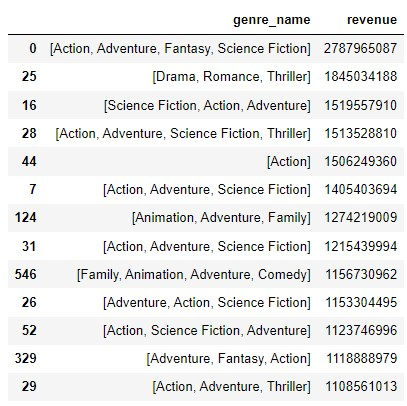 genre_name revenue
0 [Action, Adventure, Fantasy, Science Fiction] 2787965087
25 [Drama, Romance, Thriller] 1845034188
16 [Science Fiction, Action, Adventure] 1519557910
28 [Action, Adventure, Science Fiction, Thriller] 1513528810
44 [Action] 1506249360
7 [Action, Adventure, Science Fiction] 1405403694
124 [Animation, Adventure, Family] 1274219009
31 [Action, Adventure, Science Fiction] 1215439994
546 [Family, Animation, Adventure, Comedy] 1156730962
26 [Adventure, Action, Science Fiction] 1153304495
52 [Action, Science Fiction, Adventure] 1123746996
329 [Adventure, Fantasy, Action] 1118888979
29 [Action, Adventure, Thriller] 1108561013